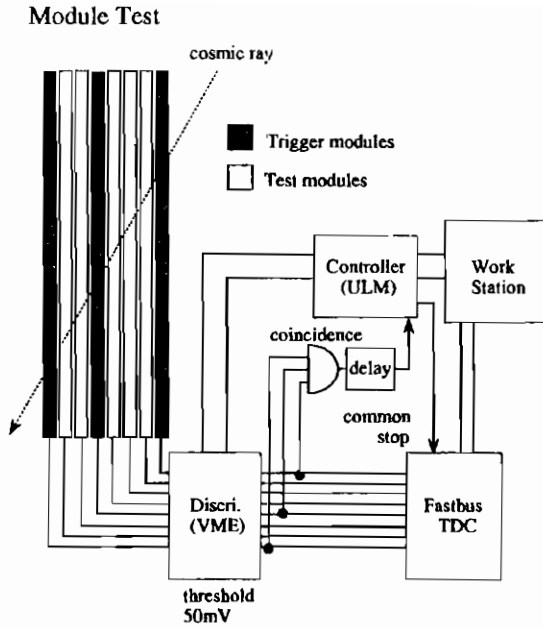 Module Test
cosmic ray
Trigger modules
Test modules
Controller
(ULM)
Work
Station
coincidence
delay
common
stop
Discri.
(VME)
Fastbus
TDC
threshold
50mV